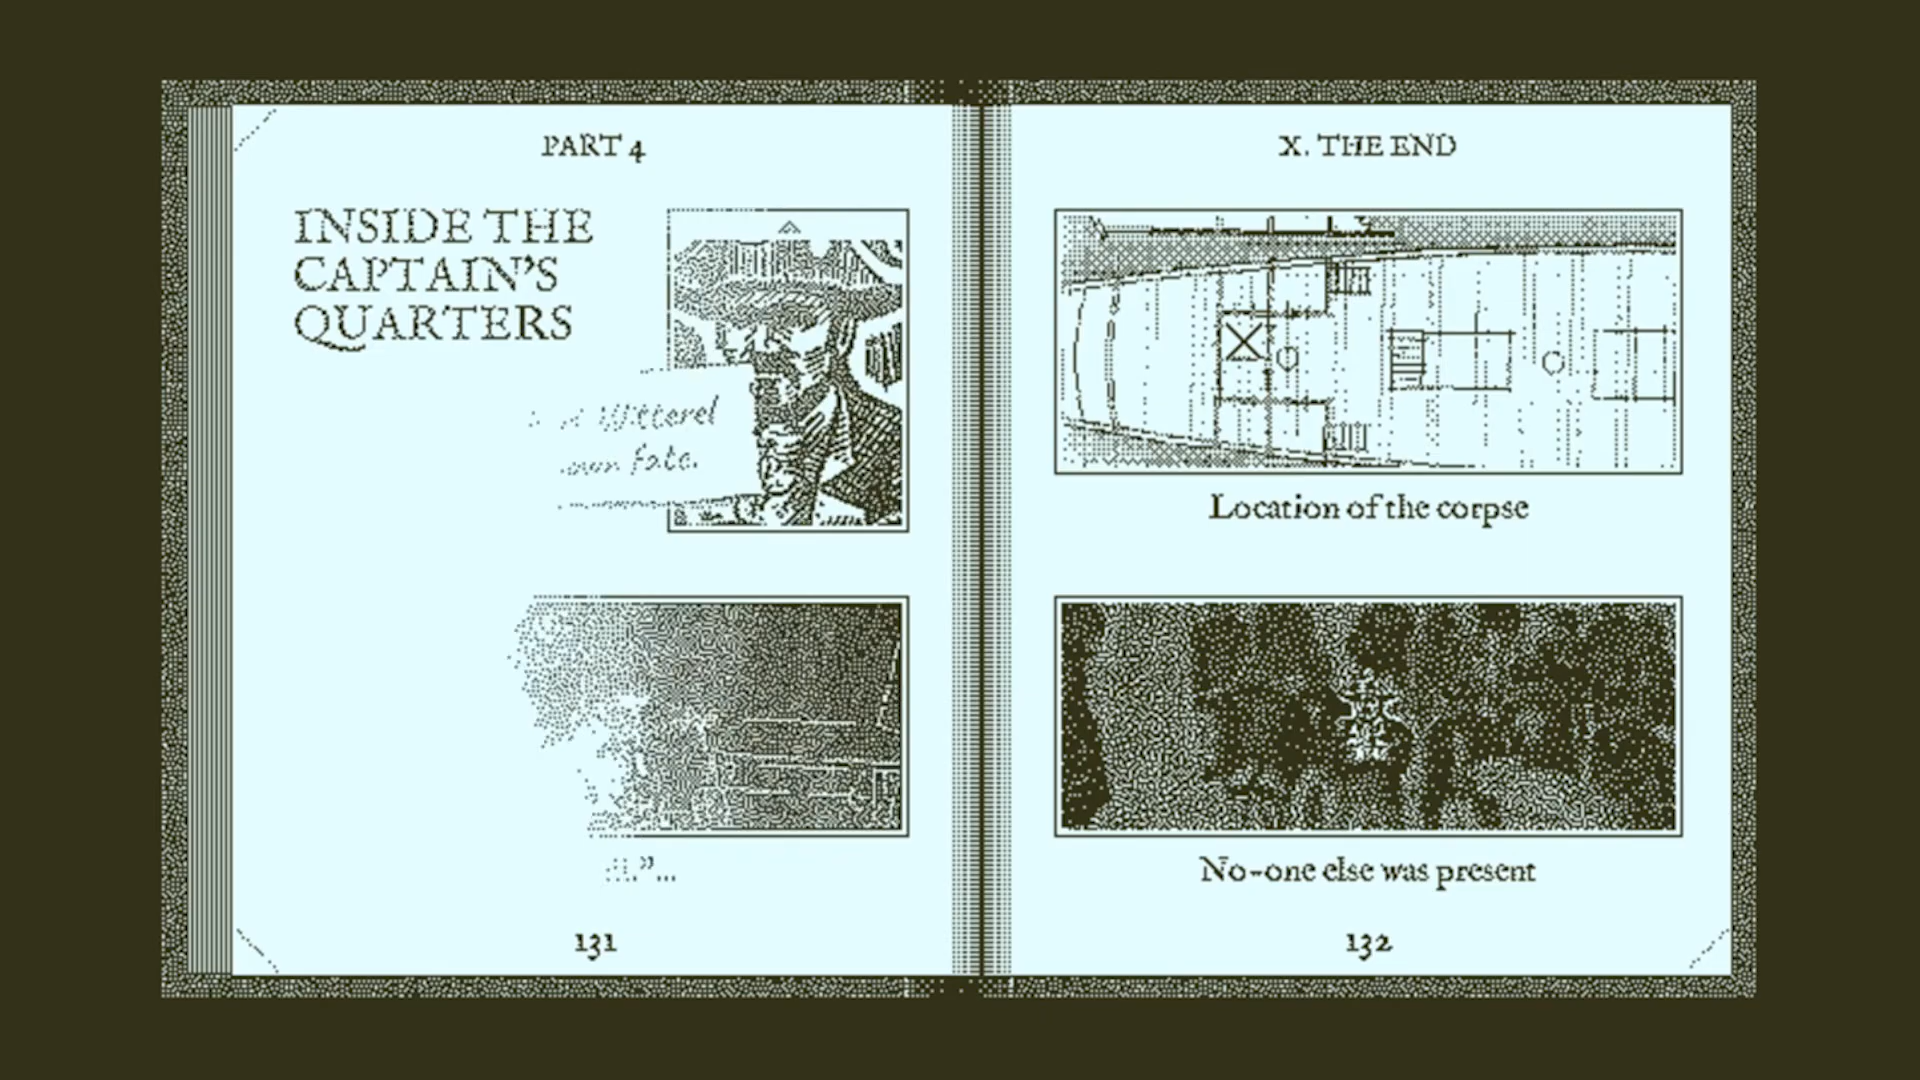 PART 4
INSIDE THE
CAPTAIN'S
QUARTERS
own fate.
."...
131
X. THE END
Location of the corpse
No-one else was present
132